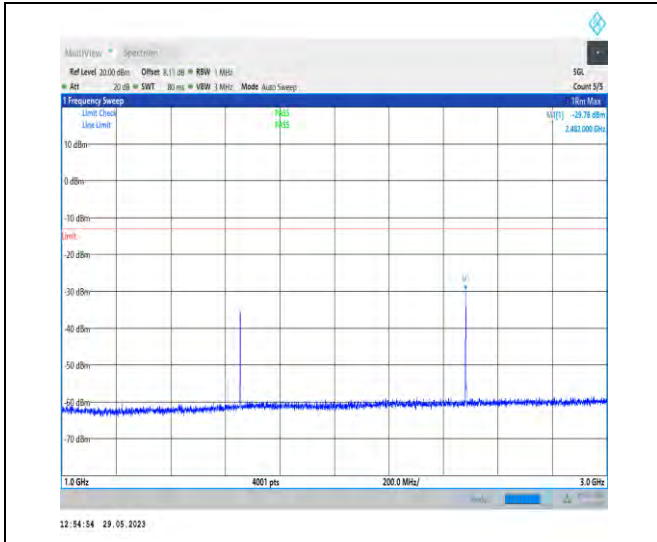 MultiView Spectrum
Ref Level 20.00 dBm Offset 8.11 dB RBW 1 MHz SGL
Att 20 dB SWT 80 ms VBW 3 MHz Mode Auto Sweep Count 5/5
1 Frequency Sweep 1Rm Max
Limit Check PASS M1[1] -29.78 dBm
Line Limit PASS 2.482.000 GHz
10 dBm
0 dBm
-10 dBm
Limit
-20 dBm
M1
-30 dBm
-40 dBm
-50 dBm
-60 dBm
-70 dBm
1.0 GHz 4001 pts 200.0 MHz/ 3.0 GHz
12:54:54 29.05.2023